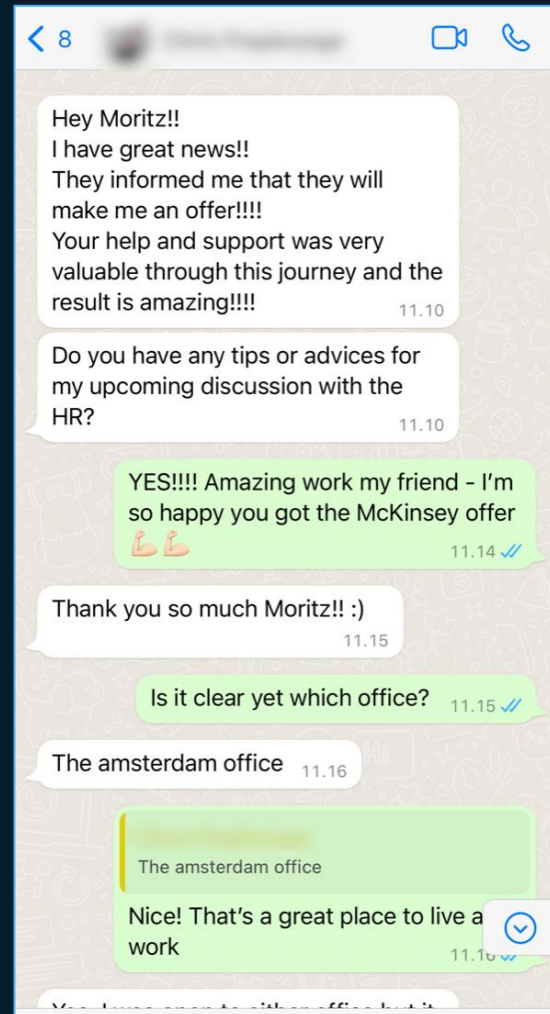 8
Hey Moritz!!
I have great news!!
They informed me that they will
make me an offer!!!!
Your help and support was very
valuable through this journey and the
result is amazing!!!!
11.10
Do you have any tips or advices for
my upcoming discussion with the
HR?
11.10
YES!!!! Amazing work my friend - I'm
so happy you got the McKinsey offer
💪🏻💪🏻
11.14
Thank you so much Moritz!! :)
11.15
Is it clear yet which office? 11.15
The amsterdam office 11.16
The amsterdam office
Nice! That's a great place to live a
work
11.16